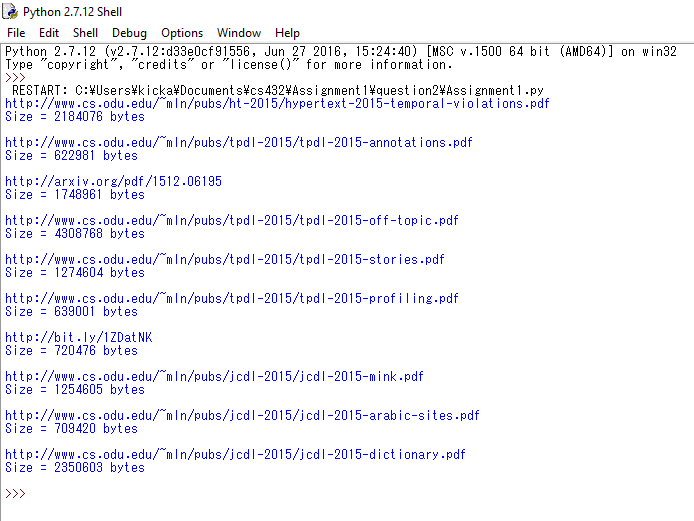 Python 2.7.12 Shell
File Edit Shell Debug Options Window Help
Python 2.7.12 (v2.7.12:d33e0cf91556, Jun 27 2016, 15:24:40) [MSC v.1500 64 bit (AMD64)] on win32
Type "copyright", "credits" or "license()" for more information.
>>>
RESTART: C:¥Users¥kicka¥Documents¥cs432¥Assignment1¥question2¥Assignment1.py
http://www.cs.odu.edu/~mln/pubs/ht-2015/hypertext-2015-temporal-violations.pdf
Size = 2184076 bytes
http://www.cs.odu.edu/~mln/pubs/tpdl-2015/tpdl-2015-annotations.pdf
Size = 622981 bytes
http://arxiv.org/pdf/1512.06195
Size = 1748961 bytes
http://www.cs.odu.edu/~mln/pubs/tpdl-2015/tpdl-2015-off-topic.pdf
Size = 4308768 bytes
http://www.cs.odu.edu/~mln/pubs/tpdl-2015/tpdl-2015-stories.pdf
Size = 1274604 bytes
http://www.cs.odu.edu/~mln/pubs/tpdl-2015/tpdl-2015-profiling.pdf
Size = 639001 bytes
http://bit.ly/1ZDatNK
Size = 720476 bytes
http://www.cs.odu.edu/~mln/pubs/jcdl-2015/jcdl-2015-mink.pdf
Size = 1254605 bytes
http://www.cs.odu.edu/~mln/pubs/jcdl-2015/jcdl-2015-arabic-sites.pdf
Size = 709420 bytes
http://www.cs.odu.edu/~mln/pubs/jcdl-2015/jcdl-2015-dictionary.pdf
Size = 2350603 bytes
>>>